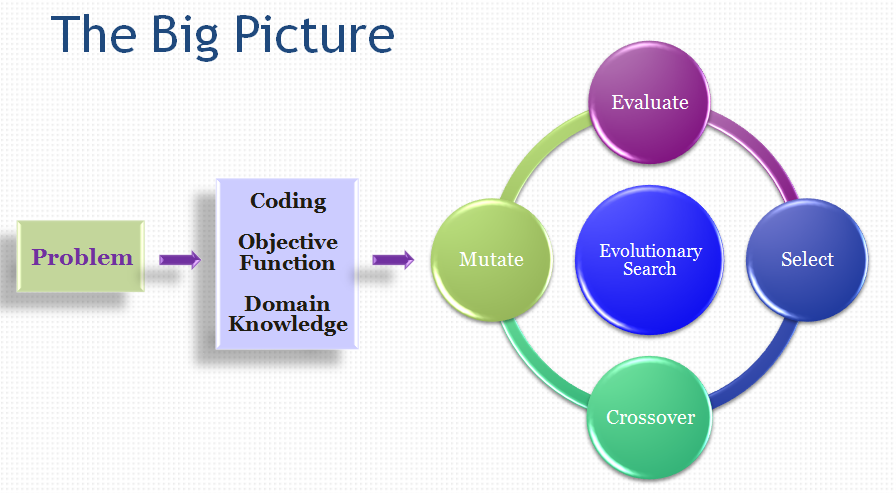 The Big Picture
Problem
Coding
Objective
Function
Domain
Knowledge
Evaluate
Mutate
Evolutionary
Search
Select
Crossover